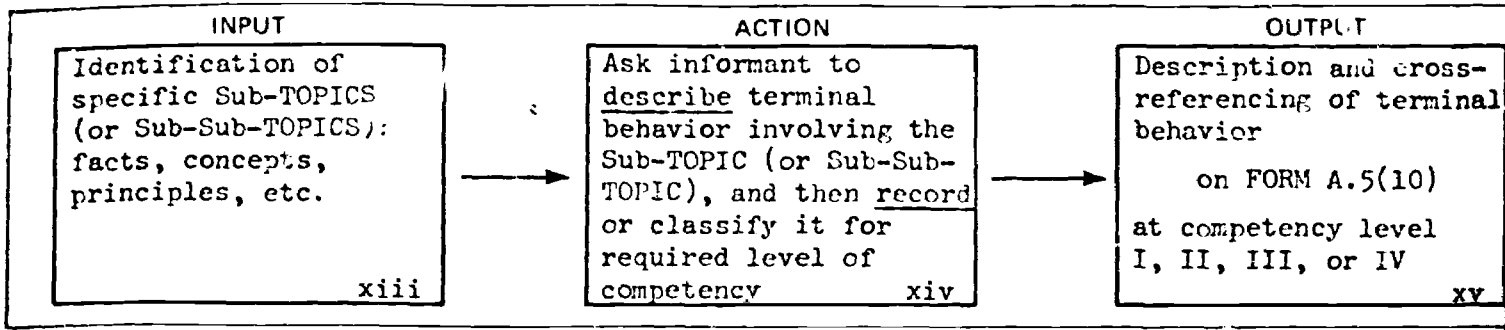 INPUT
Identification of
specific Sub-TOPICS
(or Sub-Sub-TOPICS):
facts, concepts,
principles, etc.
xiii
ACTION
Ask informant to
describe terminal
behavior involving the
Sub-TOPIC (or Sub-Sub-
TOPIC), and then record
or classify it for
required level of
competency xiv
OUTPUT
Description and cross-
referencing of terminal
behavior
on FORM A.5(10)
at competency level
I, II, III, or IV
xv